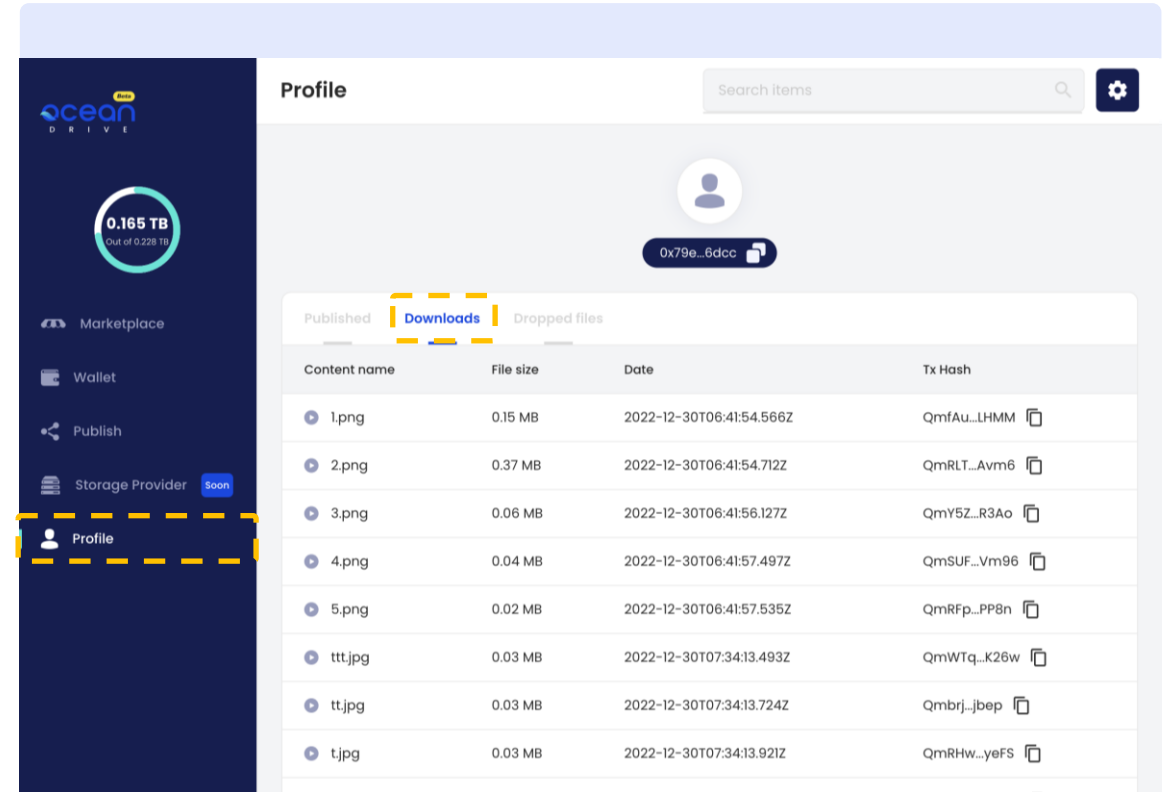 Beta
ocean
DRIVE
0.165 TB
Out of 0.228 TB
Marketplace
Wallet
Publish
Storage Provider Soon
Profile
Profile
Search items
0x79e...6dcc
Published Downloads Dropped files
Content name File size Date Tx Hash
1.png 0.15 MB 2022-12-30T06:41:54.566Z QmfAu...LHMM
2.png 0.37 MB 2022-12-30T06:41:54.712Z QmRLT...Avm6
3.png 0.06 MB 2022-12-30T06:41:56.127Z QmY5Z...R3Ao
4.png 0.04 MB 2022-12-30T06:41:57.497Z QmSUF...Vm96
5.png 0.02 MB 2022-12-30T06:41:57.535Z QmRFp...PP8n
ttt.jpg 0.03 MB 2022-12-30T07:34:13.493Z QmWTq...K26w
tt.jpg 0.03 MB 2022-12-30T07:34:13.724Z Qmbrj...jbep
t.jpg 0.03 MB 2022-12-30T07:34:13.921Z QmRHw...yeFS